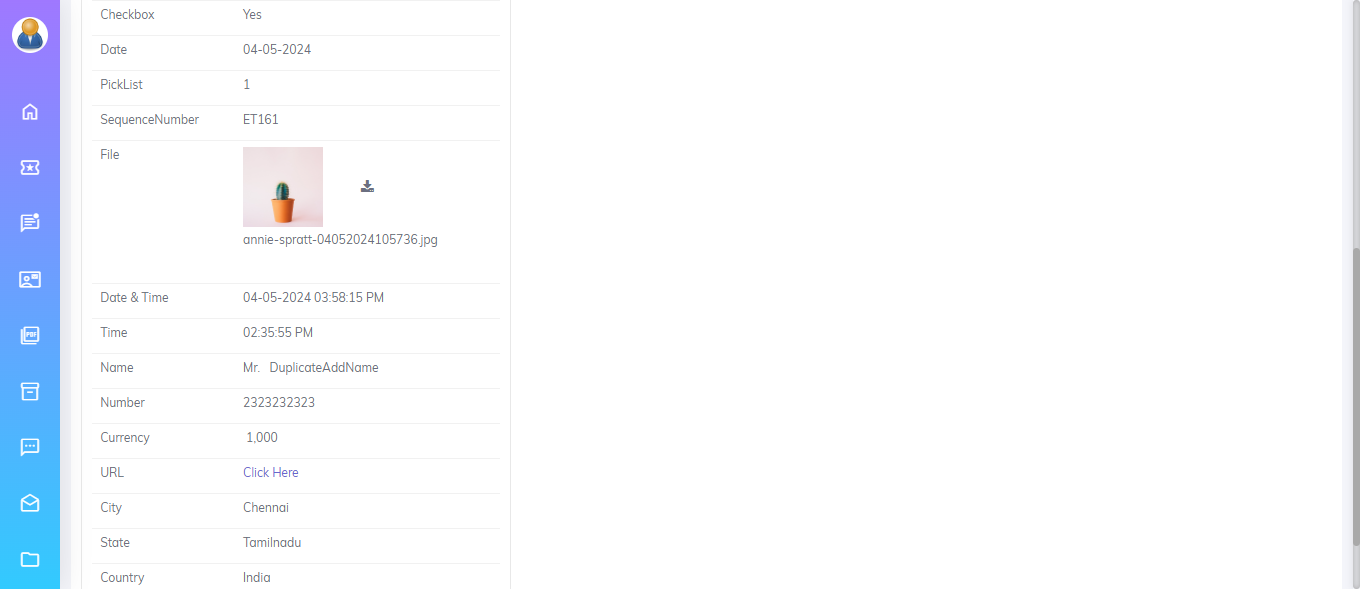 Checkbox Yes
Date 04-05-2024
PickList 1
SequenceNumber ET161
File
annie-spratt-04052024105736.jpg
Date & Time 04-05-2024 03:58:15 PM
Time 02:35:55 PM
Name Mr. DuplicateAddName
Number 2323232323
Currency 1,000
URL Click Here
City Chennai
State Tamilnadu
Country India
PDF